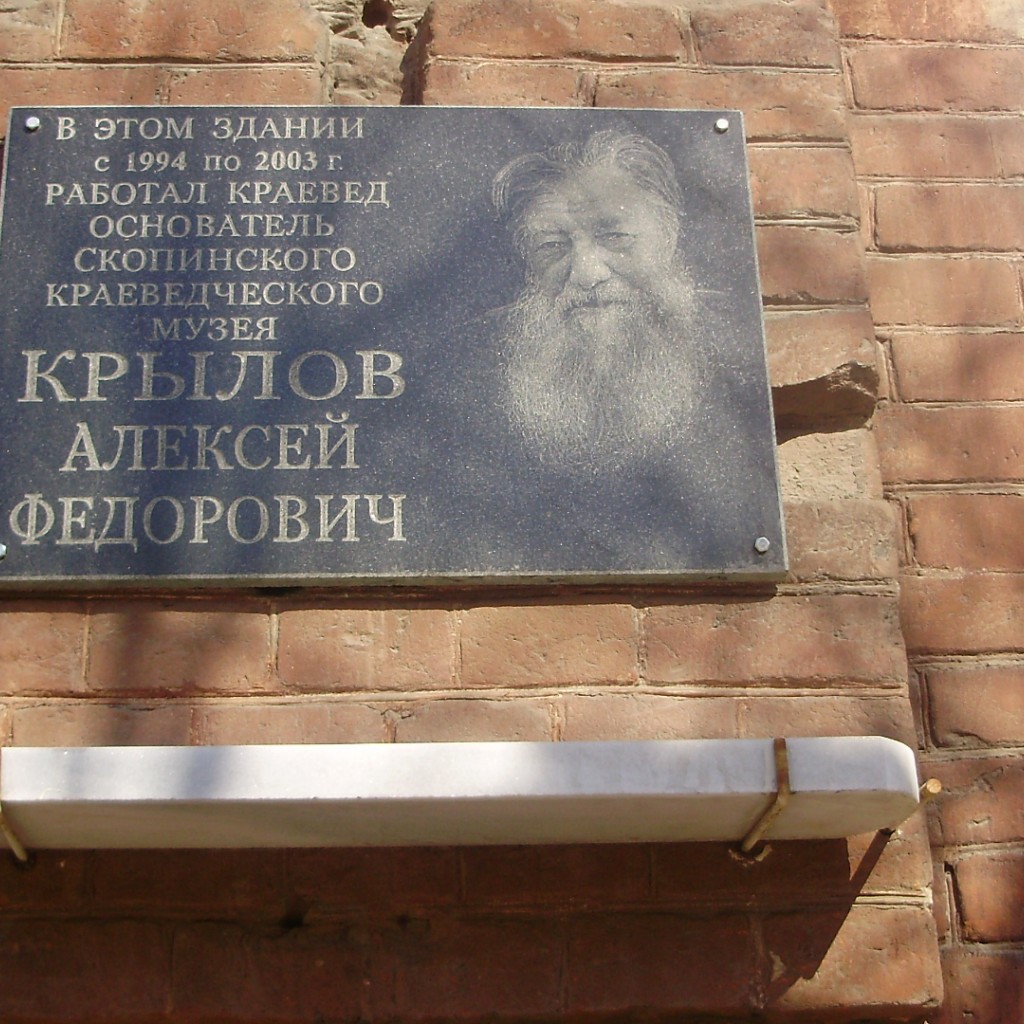 В ЭТОМ ЗДАНИИ
с 1994 по 2003 г
РАБОТАЛ КРАЕВЕД
ОСНОВАТЕЛЬ
СКОПИНСКОГО
КРАЕВЕДЧЕСКОГО
МУЗЕЯ
КРЫЛОВ
АЛЕКСЕЙ
ФЕДОРОВИЧ